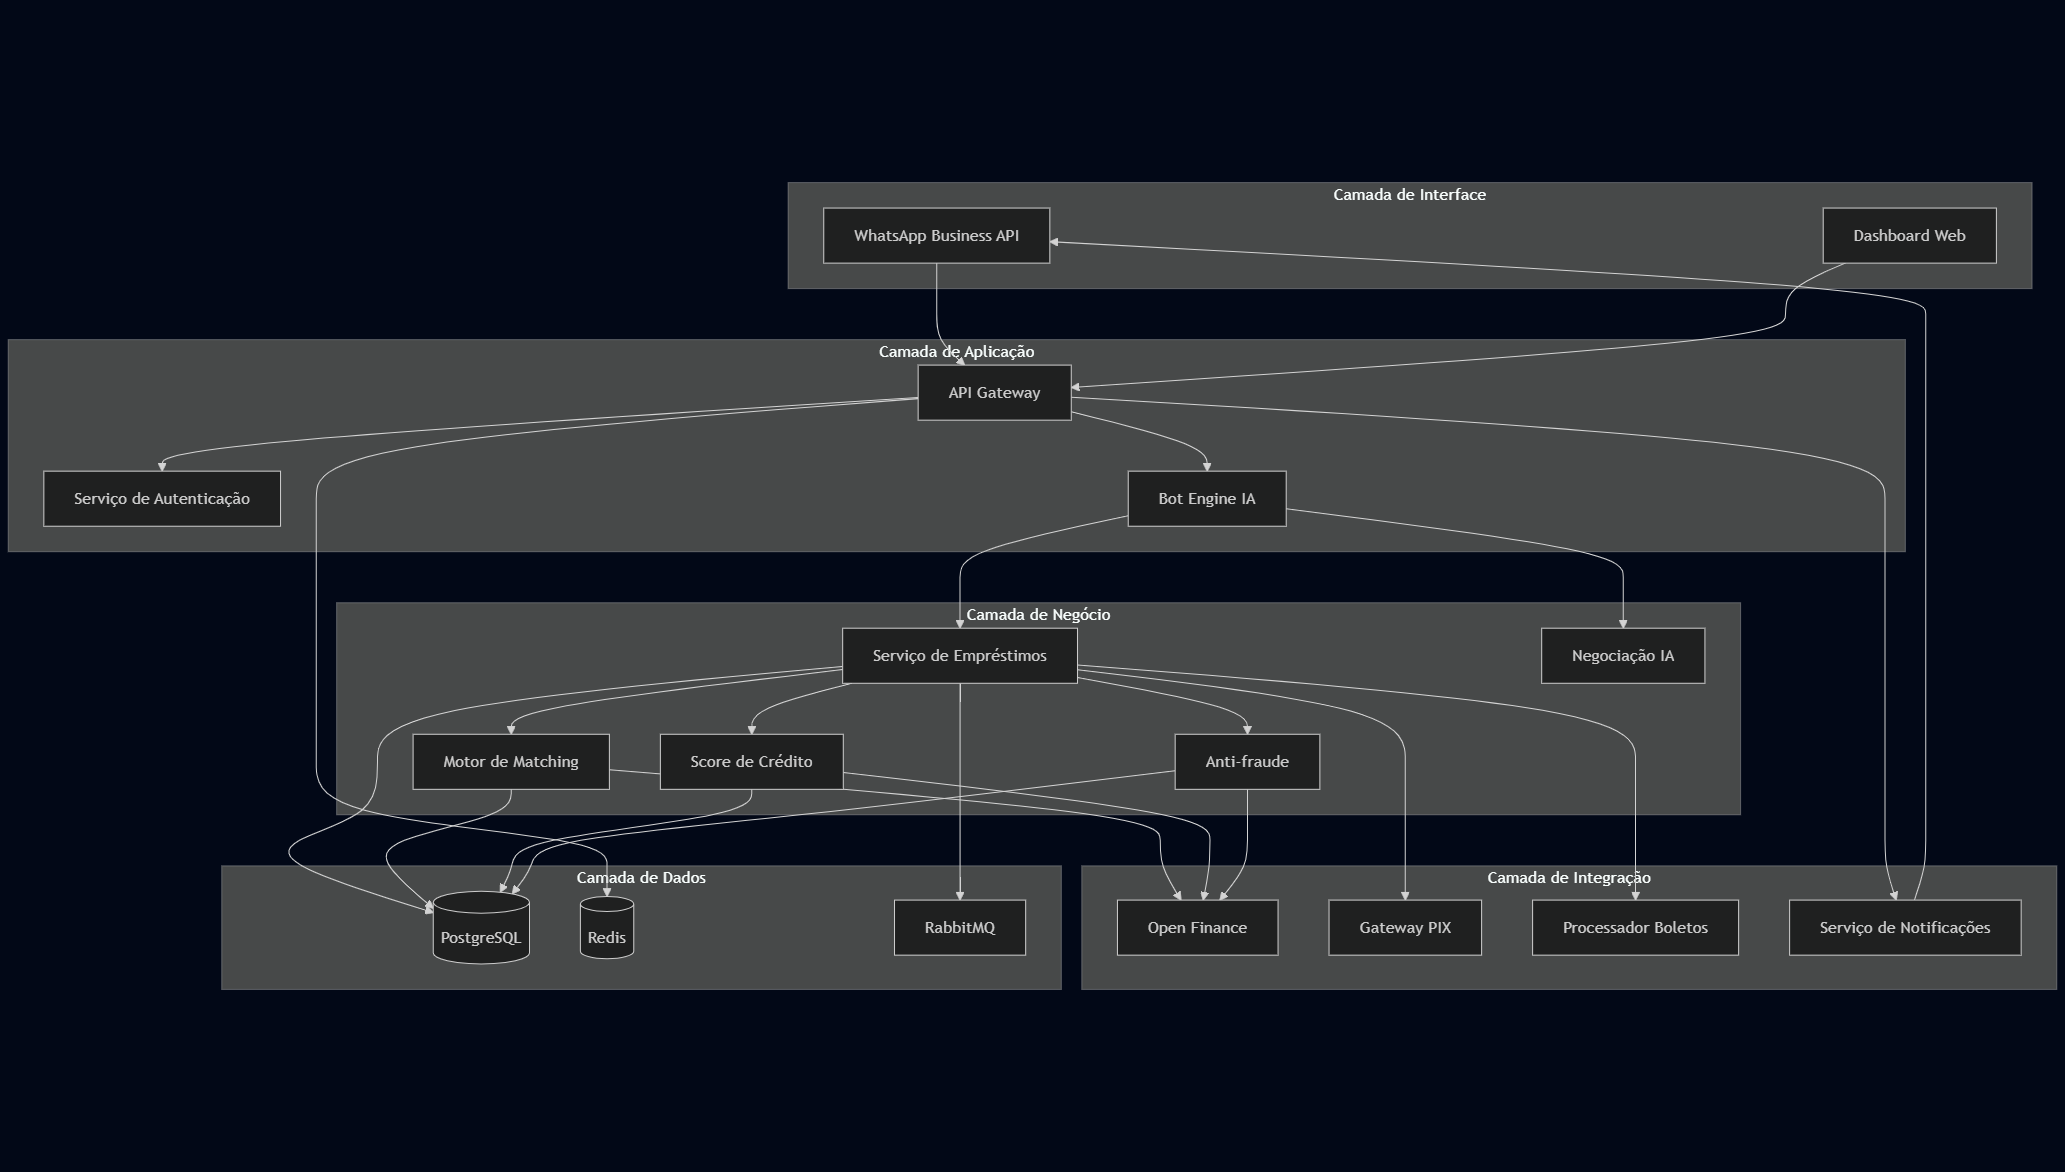 Camada de Interface
WhatsApp Business API
Dashboard Web
Camada de Aplicação
API Gateway
Serviço de Autenticação
Bot Engine IA
Camada de Negócio
Serviço de Empréstimos
Negociação IA
Motor de Matching
Score de Crédito
Anti-fraude
Camada de Dados
PostgreSQL
Redis
RabbitMQ
Camada de Integração
Open Finance
Gateway PIX
Processador Boletos
Serviço de Notificações